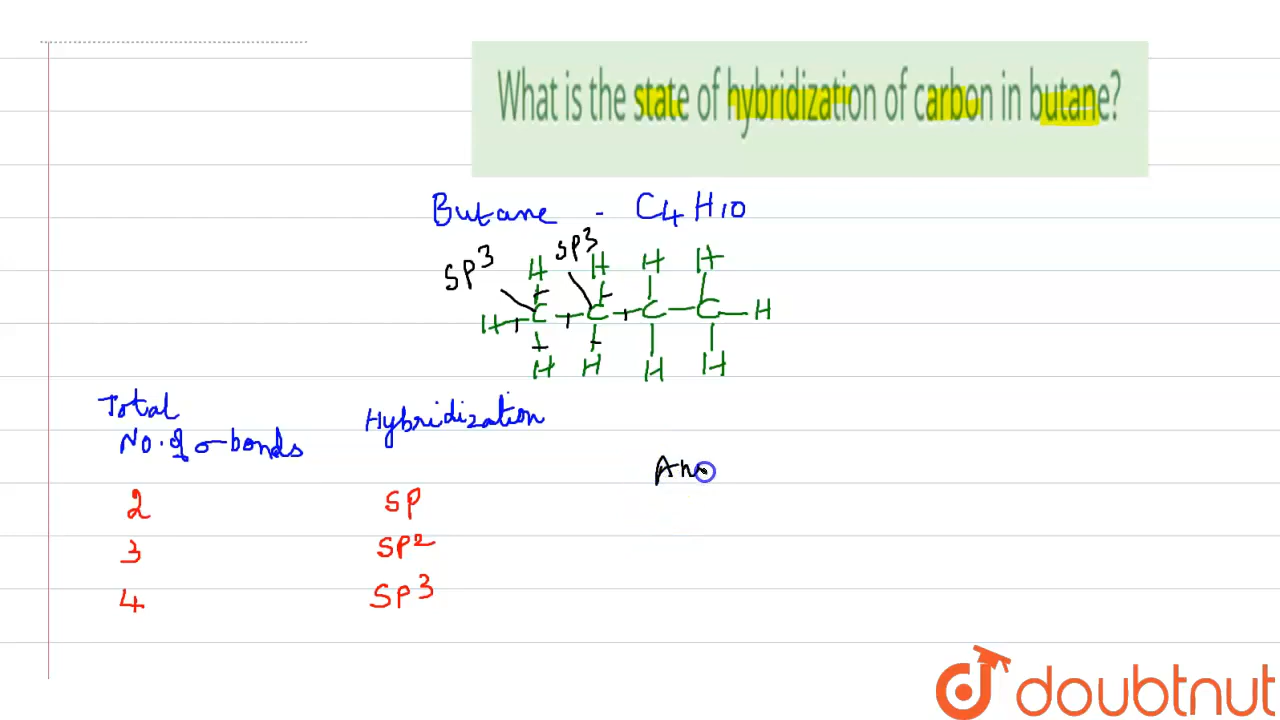 What is the state of hybridization of carbon in butane?
Butane - C4H10
SP3 SP3
H H H H
H C C C C H
H H H H
Total Hybridization
No. of σ-bonds
2 SP
3 SP2
4 SP3
Ans
doubtnut